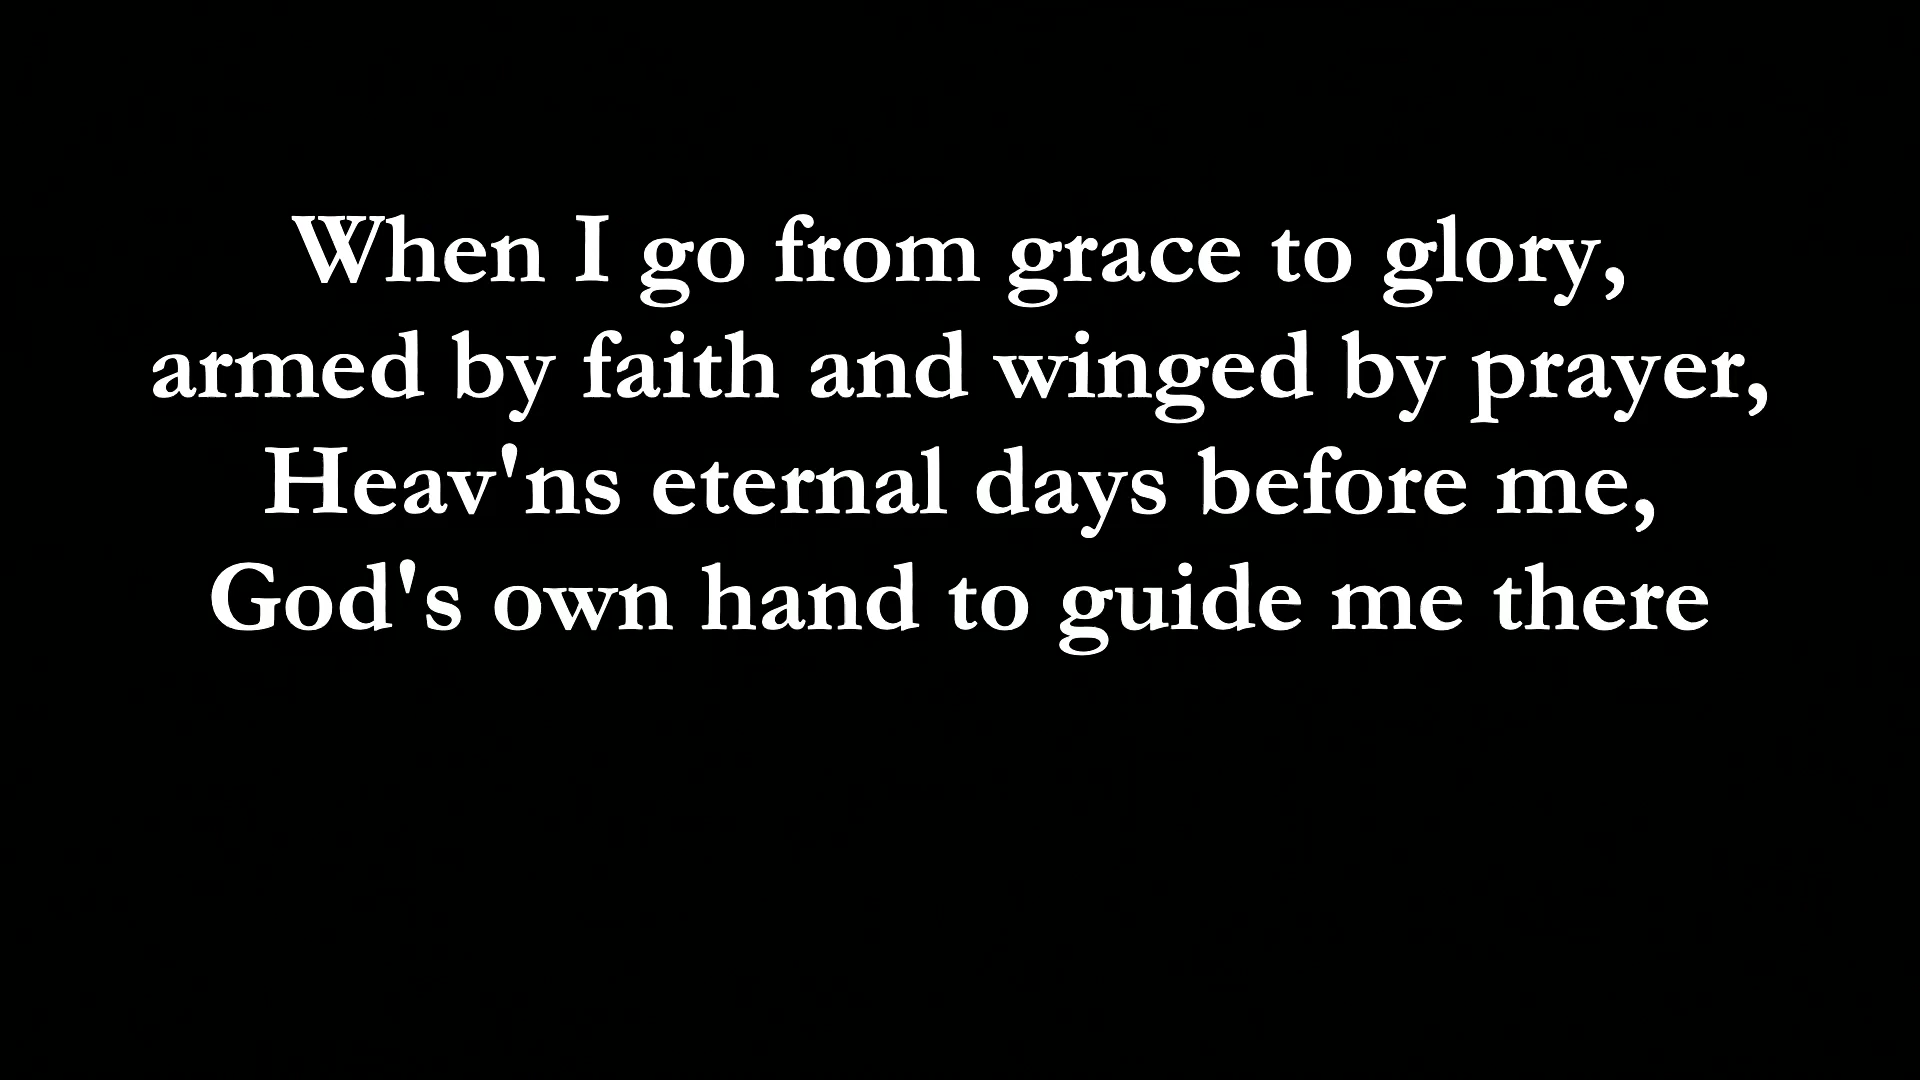 When I go from grace to glory,
armed by faith and winged by prayer,
Heav'ns eternal days before me,
God's own hand to guide me there